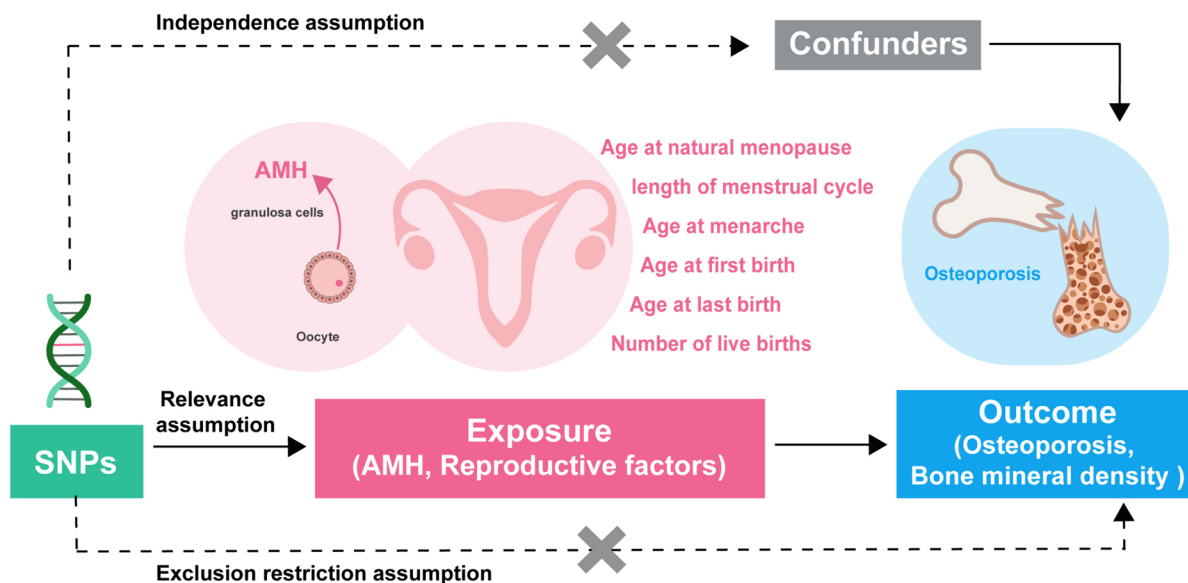 Independence assumption
Confunders
AMH
granulosa cells
Oocyte
Age at natural menopause
length of menstrual cycle
Age at menarche
Age at first birth
Age at last birth
Number of live births
Osteoporosis
Relevance
assumption
SNPs
Exposure
(AMH, Reproductive factors)
Outcome
(Osteoporosis,
Bone mineral density )
Exclusion restriction assumption